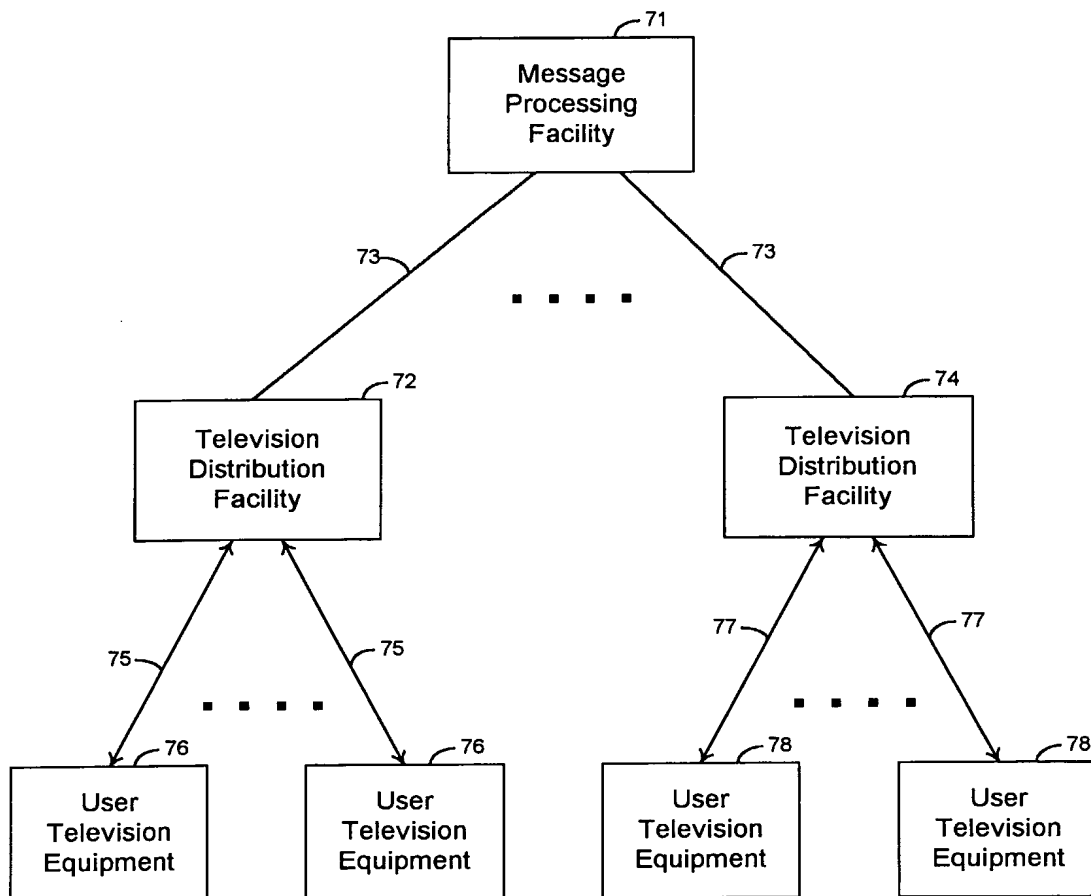 71
Message
Processing
Facility
73
73
72
74
Television
Distribution
Facility
Television
Distribution
Facility
75
75
77
77
76
76
78
78
User
Television
Equipment
User
Television
Equipment
User
Television
Equipment
User
Television
Equipment